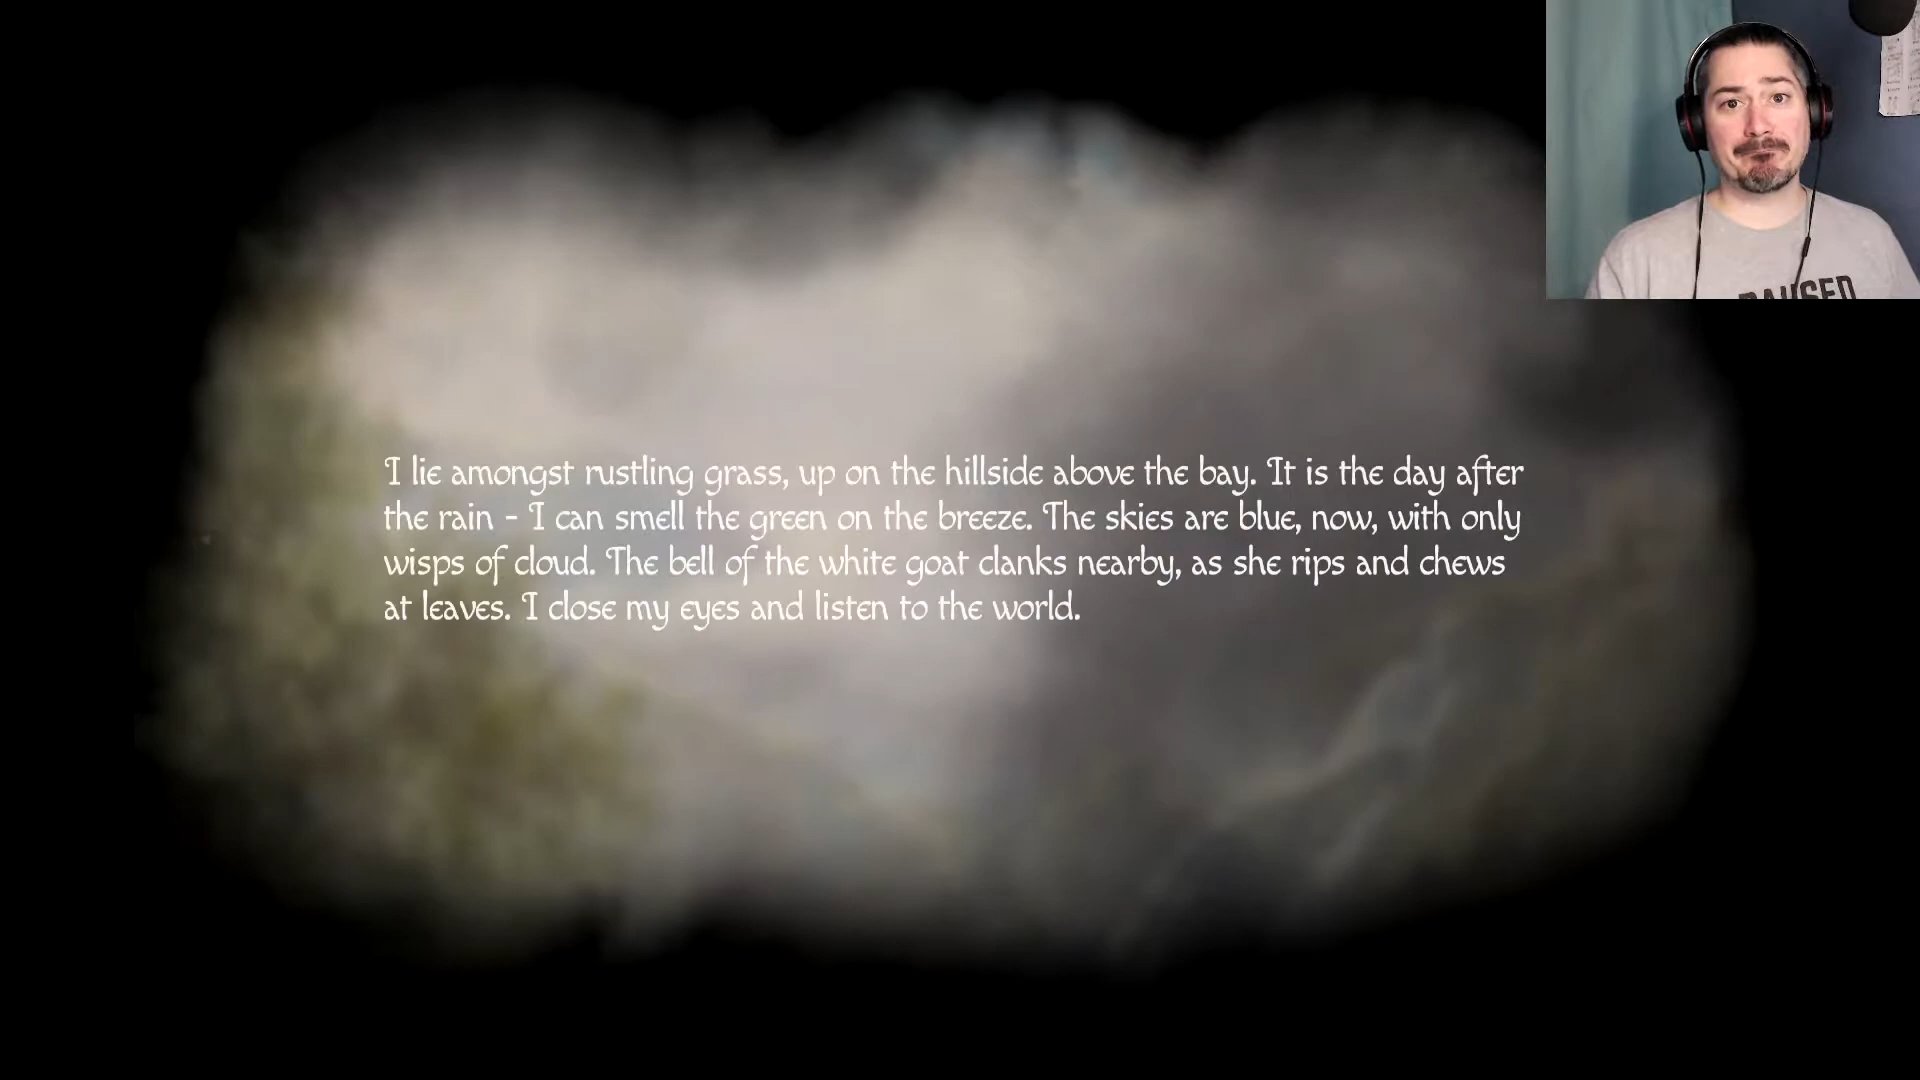 I lie amongst rustling grass, up on the hillside above the bay. It is the day after
the rain - I can smell the green on the breeze. The skies are blue, now, with only
wisps of cloud. The bell of the white goat clanks nearby, as she rips and chews
at leaves. I close my eyes and listen to the world.